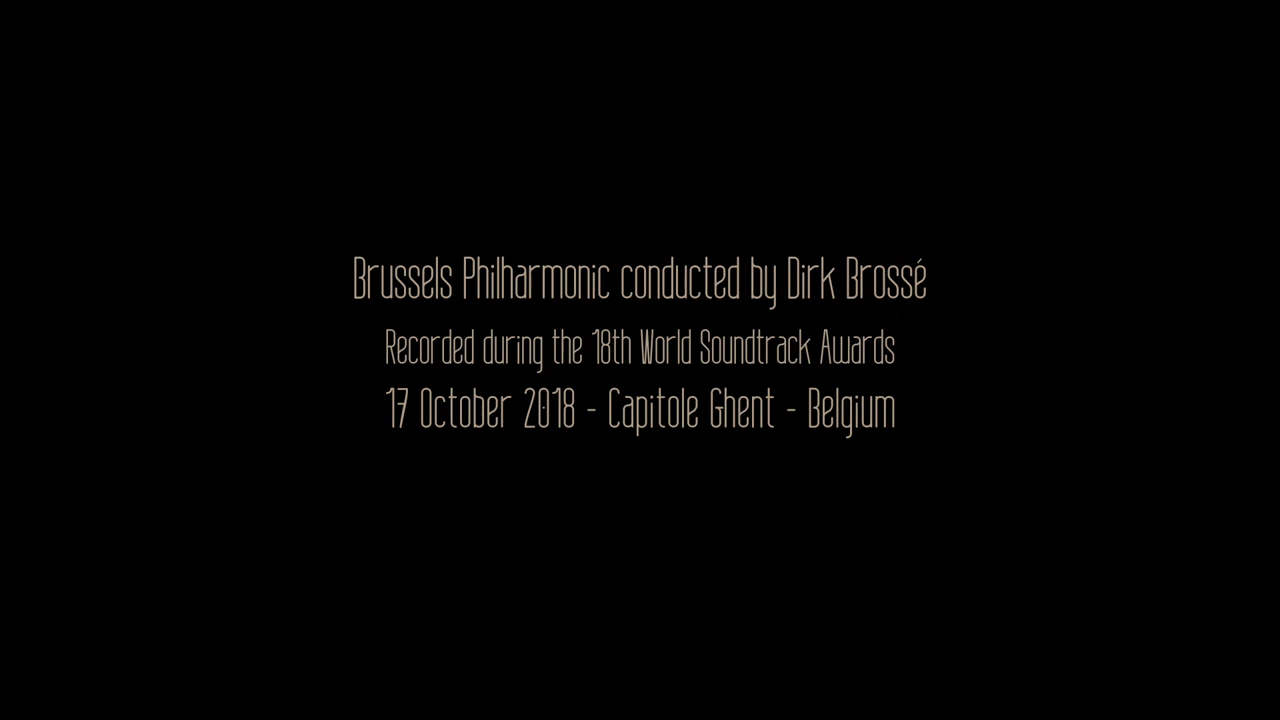 Brussels Philharmonic conducted by Dirk Brossé
Recorded during the 18th World Soundtrack Awards
17 October 2018 - Capitole Ghent - Belgium